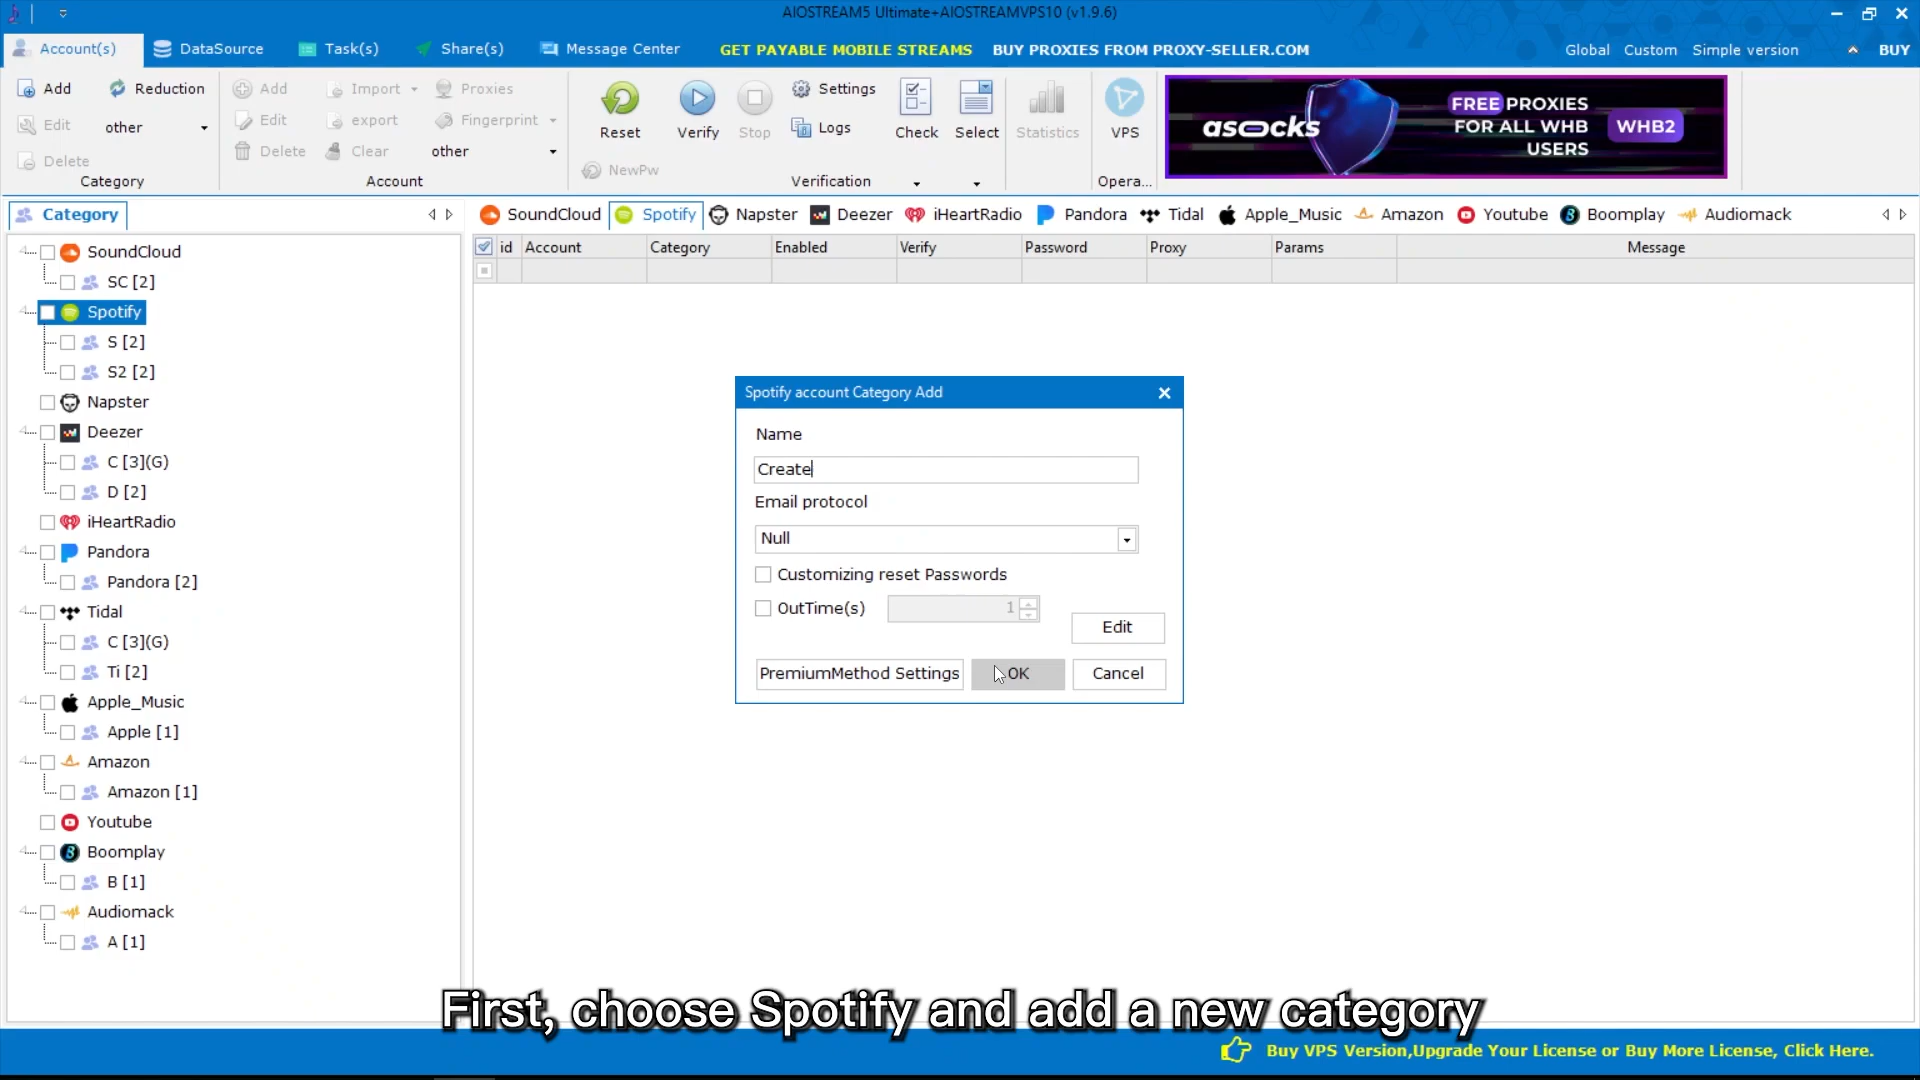 AIOSTREAM5 Ultimate+AIOSTREAMVPS10 (v1.9.6)
Account(s) DataSource Task(s) Share(s) Message Center GET PAYABLE MOBILE STREAMS BUY PROXIES FROM PROXY-SELLER.COM Global Custom Simple version BUY
Add Reduction Add Import Proxies Settings
Edit other Edit export Fingerprint Logs
Delete Delete Clear other
Reset Verify Stop Check Select Statistics VPS
NewPw
Category Account Verification Opera...
asocks
FREE PROXIES
FOR ALL WHB
USERS
WHB2
Category
SoundCloud Spotify Napster Deezer iHeartRadio Pandora Tidal Apple_Music Amazon Youtube Boomplay Audiomack
id Account Category Enabled Verify Password Proxy Params Message
SoundCloud
SC [2]
Spotify
S [2]
S2 [2]
Napster
Deezer
C [3](G)
D [2]
iHeartRadio
Pandora
Pandora [2]
Tidal
C [3](G)
Ti [2]
Apple_Music
Apple [1]
Amazon
Amazon [1]
Youtube
Boomplay
B [1]
Audiomack
A [1]
Spotify account Category Add
Name
Create
Email protocol
Null
Customizing reset Passwords
OutTime(s) 1
Edit
PremiumMethod Settings OK Cancel
First, choose Spotify and add a new category
Buy VPS Version,Upgrade Your License or Buy More License, Click Here.